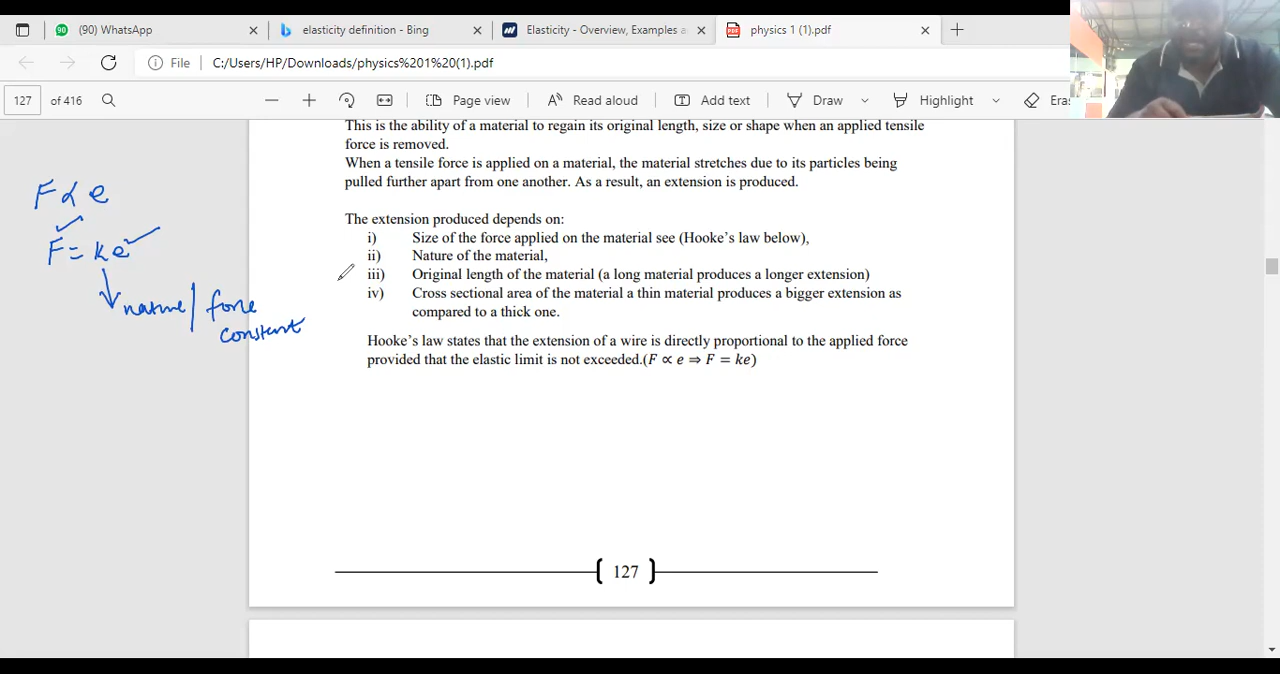 (90) WhatsApp
elasticity definition - Bing
Elasticity - Overview, Examples a
physics 1 (1).pdf
File
C:/Users/HP/Downloads/physics%201%20(1).pdf
127 of 416
Page view
Read aloud
Add text
Draw
Highlight
Eras
This is the ability of a material to regain its original length, size or shape when an applied tensile
force is removed.
When a tensile force is applied on a material, the material stretches due to its particles being
pulled further apart from one another. As a result, an extension is produced.
The extension produced depends on:
i) Size of the force applied on the material see (Hooke’s law below),
ii) Nature of the material,
iii) Original length of the material (a long material produces a longer extension)
iv) Cross sectional area of the material a thin material produces a bigger extension as
compared to a thick one.
Hooke’s law states that the extension of a wire is directly proportional to the applied force
provided that the elastic limit is not exceeded.(F ∝ e ⇒ F = ke)
{ 127 }
F ∝ e
F = ke
nature / force
constant